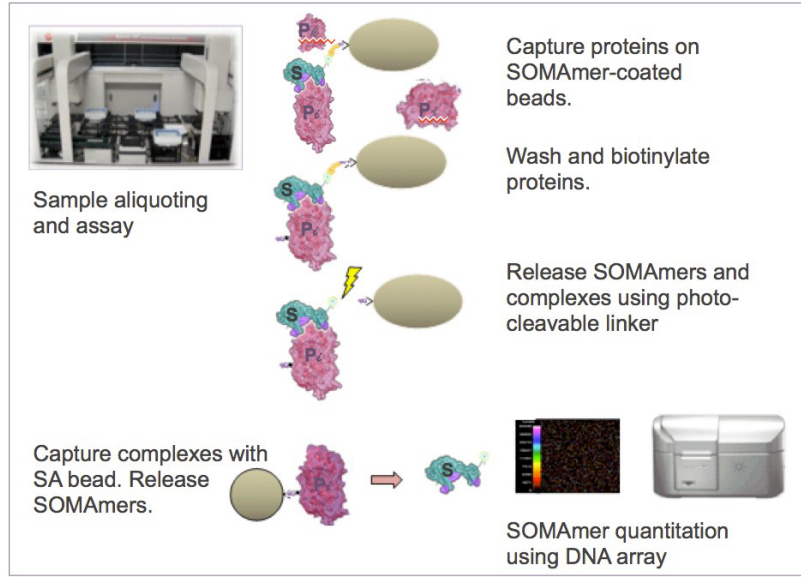 Capture proteins on
SOMAmer-coated
beads.
Sample aliquoting
and assay
Wash and biotinylate
proteins.
Release SOMAmers and
complexes using photo-
cleavable linker
S
S
S
Capture complexes with
SA bead. Release
SOMAmers.
S
SOMAmer quantitation
using DNA array